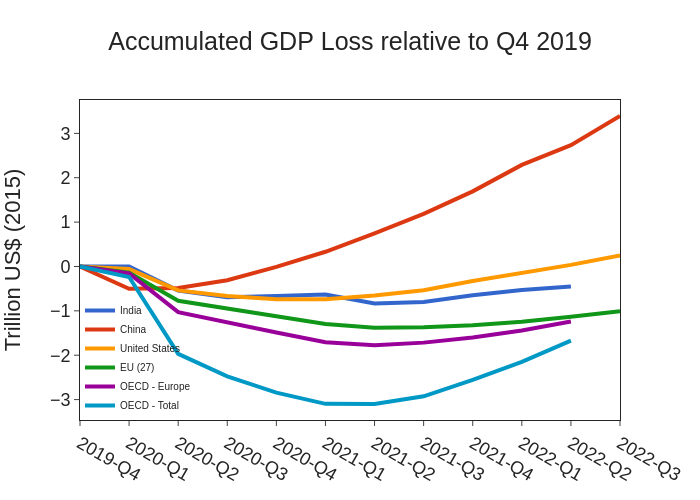 Accumulated GDP Loss relative to Q4 2019
Trillion US$ (2015)
3
2
1
0
−1
−2
−3
India
China
United States
EU (27)
OECD - Europe
OECD - Total
2019-Q4
2020-Q1
2020-Q2
2020-Q3
2020-Q4
2021-Q1
2021-Q2
2021-Q3
2021-Q4
2022-Q1
2022-Q2
2022-Q3